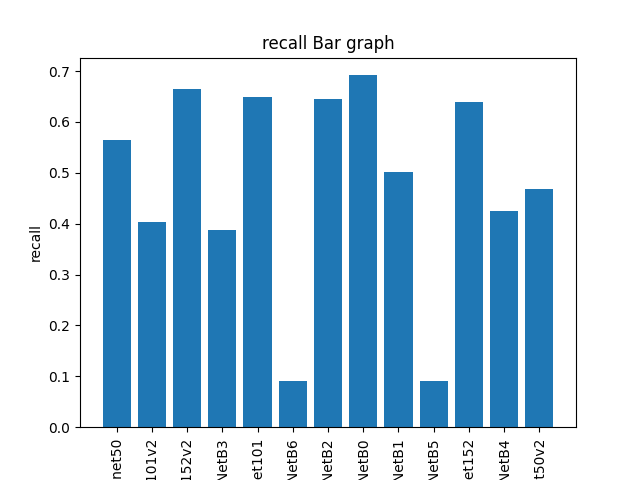 recall Bar graph
recall
0.7
0.6
0.5
0.4
0.3
0.2
0.1
0.0
net50
101v2
152v2
NetB3
et101
NetB6
NetB2
NetB0
NetB1
NetB5
et152
NetB4
t50v2